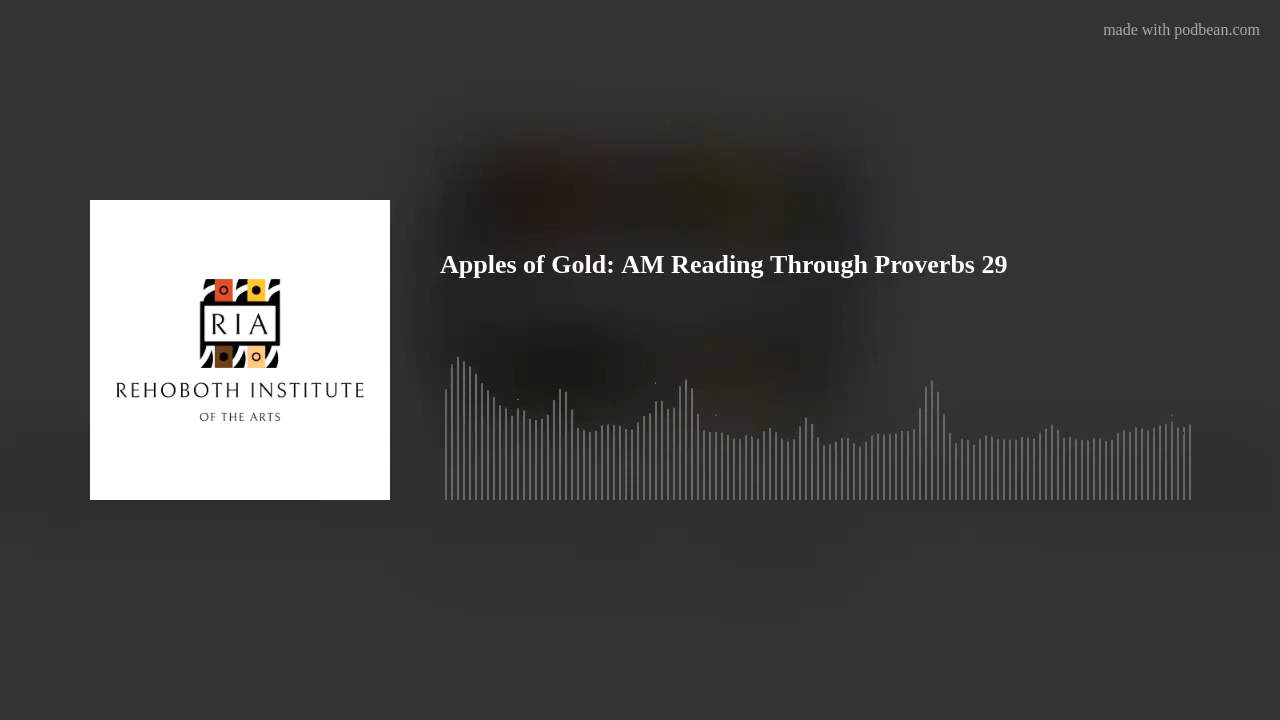 made with podbean.com
Apples of Gold: AM Reading Through Proverbs 29
RIA
REHOBOTH INSTITUTE
OF THE ARTS